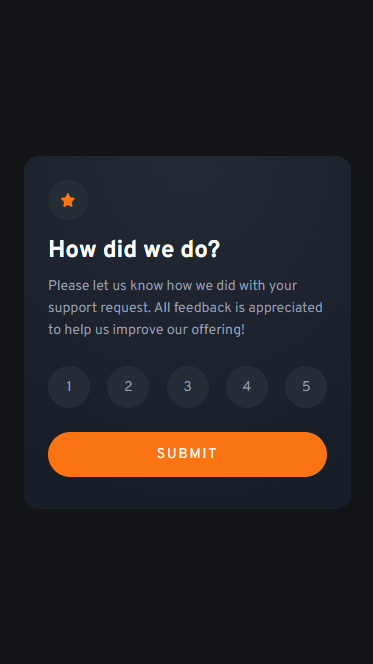 How did we do?
Please let us know how we did with your
support request. All feedback is appreciated
to help us improve our offering!
1 2 3 4 5
SUBMIT